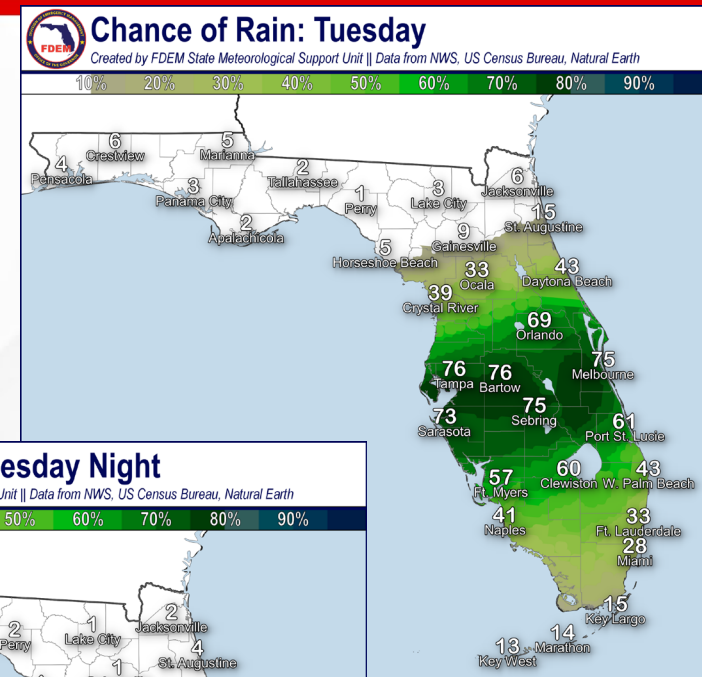 FDEM
Chance of Rain: Tuesday
Created by FDEM State Meteorological Support Unit || Data from NWS, US Census Bureau, Natural Earth
10% 20% 30% 40% 50% 60% 70% 80% 90%
6
Crestview
5
Marianna
4
Pensacola
3
Panama City
2
Tallahassee
2
Apalachicola
1
Perry
3
Lake City
6
Jacksonville
15
St. Augustine
9
Gainesville
5
Horseshoe Beach
33
Ocala
43
Daytona Beach
39
Crystal River
69
Orlando
76
Tampa
76
Bartow
75
Melbourne
75
Sebring
73
Sarasota
61
Port St. Lucie
57
Ft. Myers
60
Clewiston
43
W. Palm Beach
41
Naples
33
Ft. Lauderdale
28
Miami
15
Key Largo
14
Marathon
13
Key West
esday Night
Unit || Data from NWS, US Census Bureau, Natural Earth
50% 60% 70% 80% 90%
2
Perry
1
Lake City
2
Jacksonville
4
St. Augustine
1